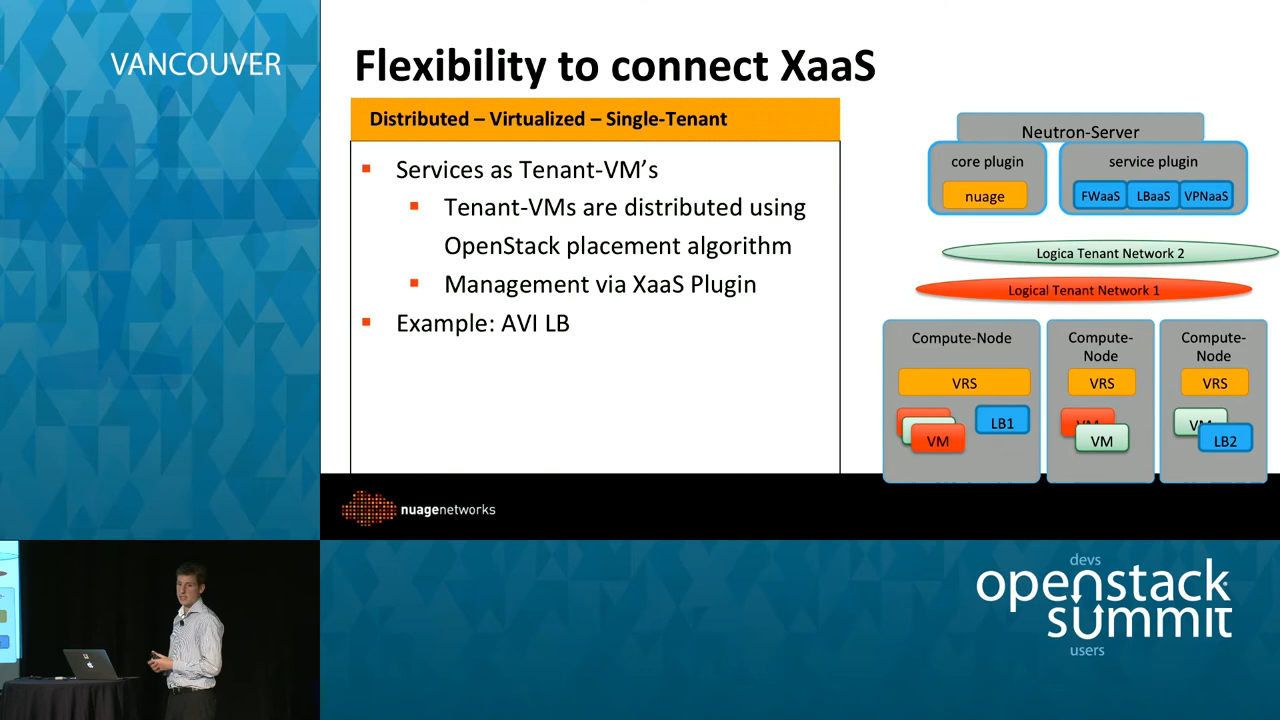 VANCOUVER
Flexibility to connect XaaS
Distributed – Virtualized – Single-Tenant
Services as Tenant-VM’s
Tenant-VMs are distributed using
OpenStack placement algorithm
Management via XaaS Plugin
Example: AVI LB
Neutron-Server
core plugin
nuage
service plugin
FWaaS
LBaaS
VPNaaS
Logica Tenant Network 2
Logical Tenant Network 1
Compute-Node
VRS
VM
LB1
Compute-
Node
VRS
VM
VM
Compute-
Node
VRS
VM
LB2
nuagenetworks
devs
openstack
summit
users